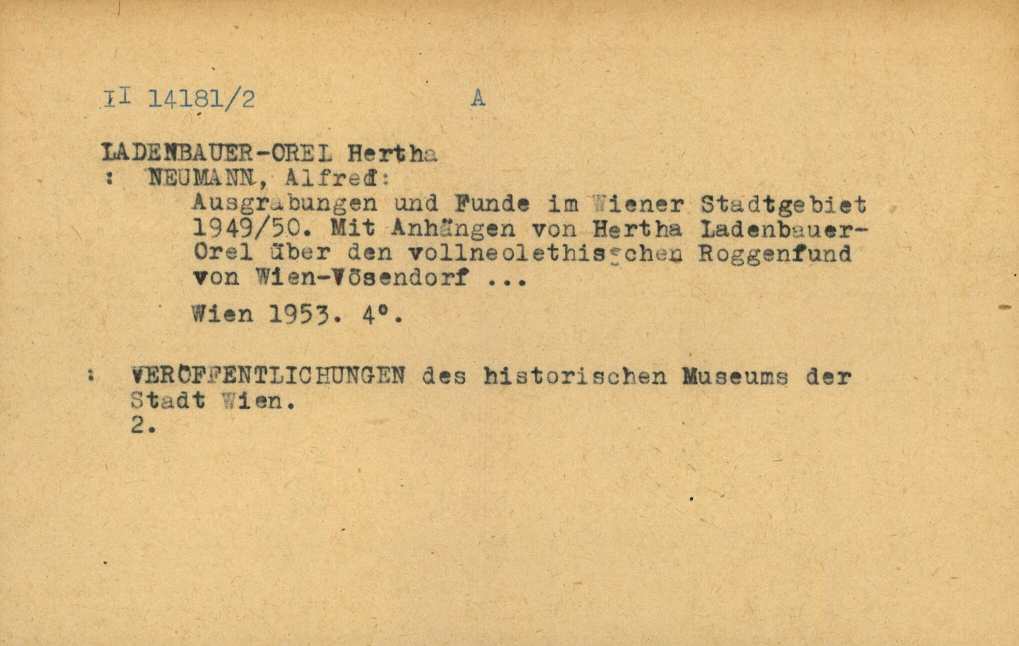 II 14181/2 A
LADENBAUER-OREL Hertha
: NEUMANN, Alfred:
Ausgrabungen und Funde im Wiener Stadtgebiet
1949/50. Mit Anhängen von Hertha Ladenbauer-
Orel über den vollneolethisschen Roggenfund
von Wien-Vösendorf ...
Wien 1953. 4°.
: VERÖFFENTLICHUNGEN des historischen Museums der
Stadt Wien.
2.